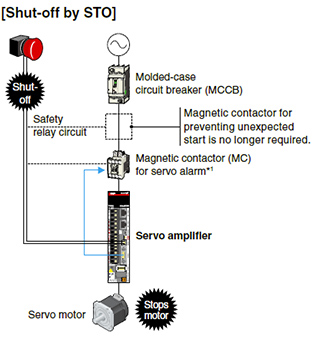 [Shut-off by STO]
Shut-
off
Molded-case
circuit breaker (MCCB)
Safety
relay circuit
Magnetic contactor for
preventing unexpected
start is no longer required.
Magnetic contactor (MC)
for servo alarm*1
Servo amplifier
Servo motor
Stops
motor